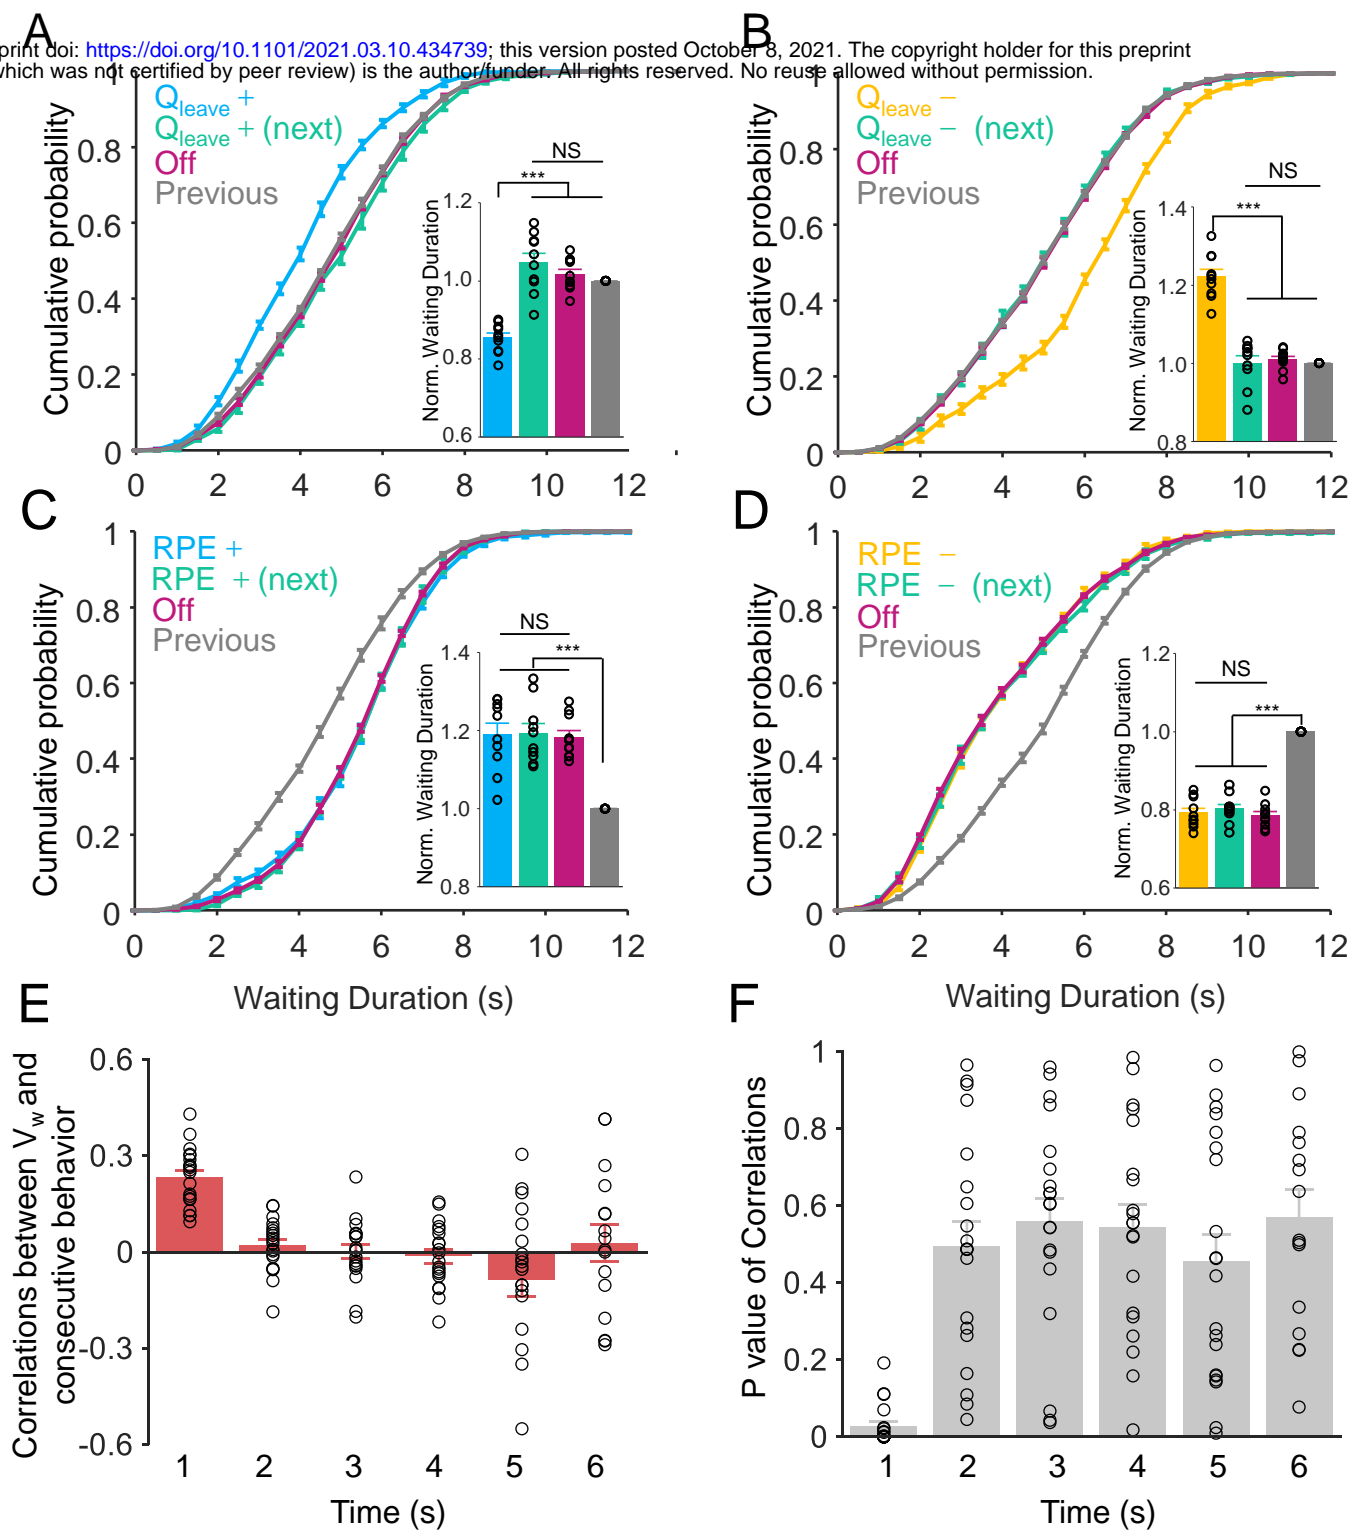 A
B
print doi: https://doi.org/10.1101/2021.03.10.434739; this version posted October 8, 2021. The copyright holder for this preprint
which was not certified by peer review) is the author/funder. All rights reserved. No reuse allowed without permission.
Cumulative probability
1
0.8
0.6
0.4
0.2
0
0 2 4 6 8 10 12
Qleave +
Qleave + (next)
Off
Previous
NS
***
Norm. Waiting Duration
1.2
1.0
0.8
0.6
Cumulative probability
1
0.8
0.6
0.4
0.2
0
0 2 4 6 8 10 12
Qleave −
Qleave − (next)
Off
Previous
NS
***
Norm. Waiting Duration
1.4
1.2
1.0
0.8
C
Cumulative probability
1
0.8
0.6
0.4
0.2
0
0 2 4 6 8 10 12
RPE +
RPE + (next)
Off
Previous
NS
***
Norm. Waiting Duration
1.4
1.2
1.0
0.8
Waiting Duration (s)
D
Cumulative probability
1
0.8
0.6
0.4
0.2
0
0 2 4 6 8 10 12
RPE −
RPE − (next)
Off
Previous
NS
***
Norm. Waiting Duration
1.2
1.0
0.8
0.6
Waiting Duration (s)
E
Correlations between Vw and
consecutive behavior
0.6
0.3
0
-0.3
-0.6
1 2 3 4 5 6
Time (s)
F
P value of Correlations
1
0.8
0.6
0.4
0.2
0
1 2 3 4 5 6
Time (s)